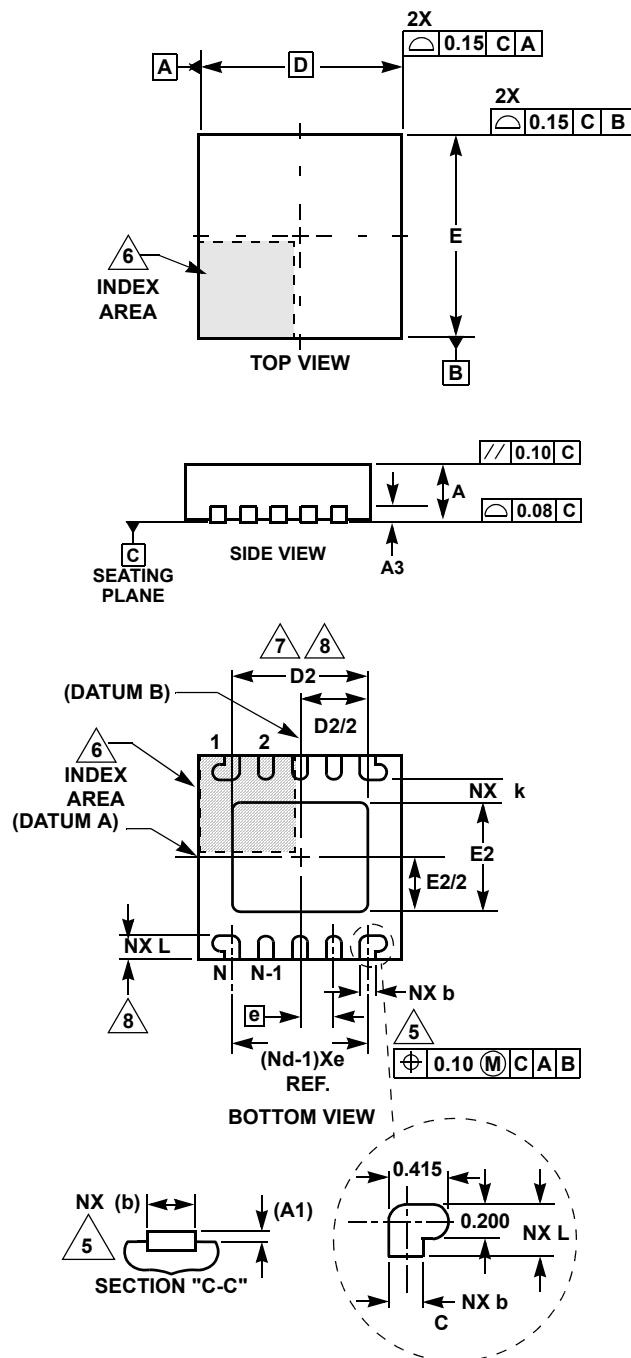 2X
⌓ 0.15 C A
A
D
2X
⌓ 0.15 C B
6
INDEX
AREA
E
TOP VIEW
B
// 0.10 C
A
⌓ 0.08 C
C
SEATING
PLANE
SIDE VIEW
A3
7 8
D2
(DATUM B)
D2/2
6
INDEX
AREA
1 2
NX k
(DATUM A)
E2
E2/2
NX L
N N-1
NX b
8
e
5
(Nd-1)Xe
REF.
⌖ 0.10 Ⓜ C A B
BOTTOM VIEW
NX (b)
(A1)
5
SECTION "C-C"
0.415
0.200
NX L
NX b
C